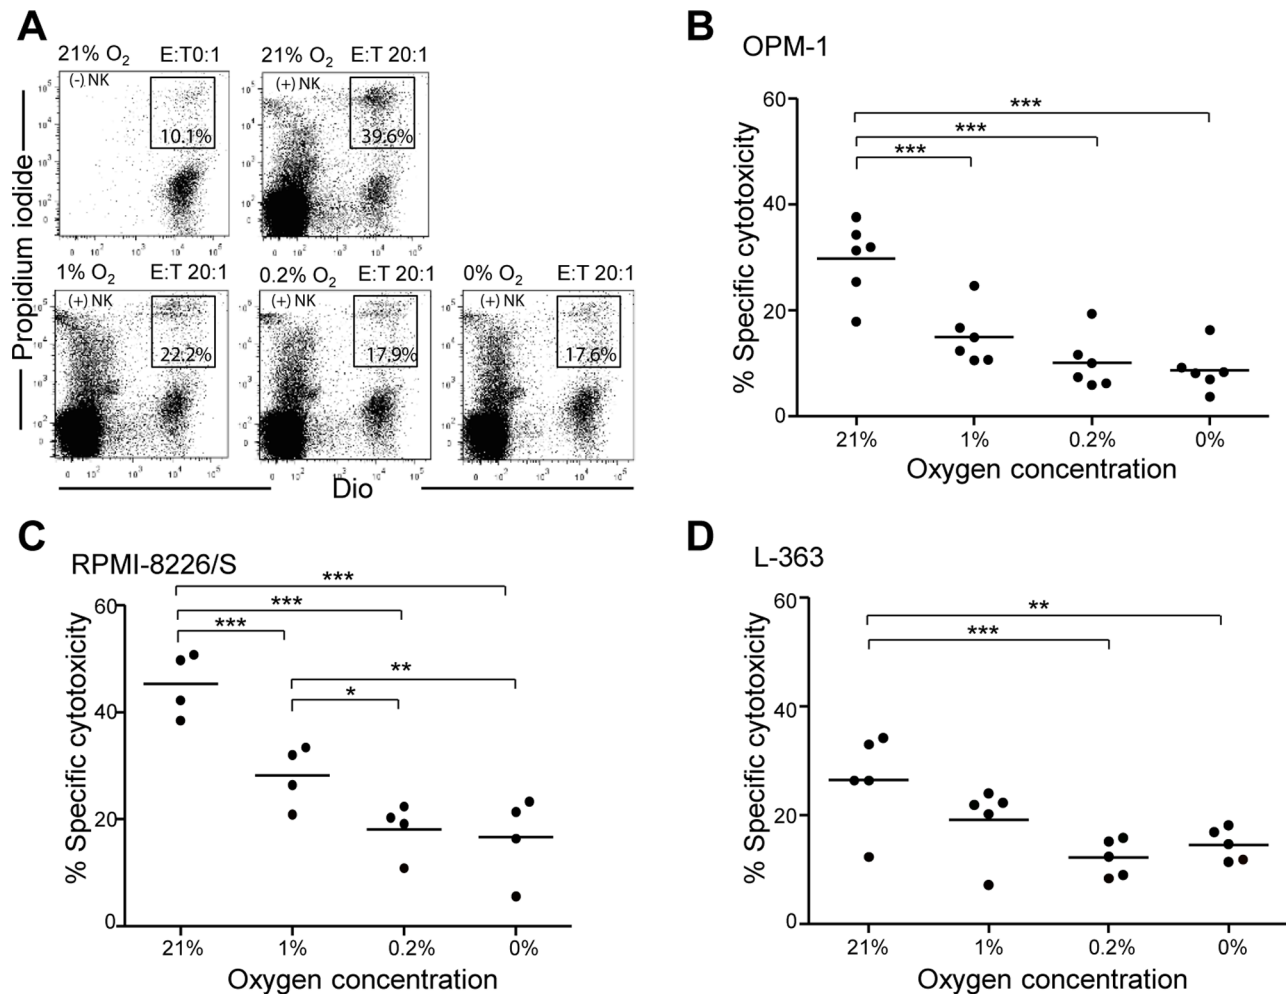 A
21% O2 E:T0:1
(-) NK
10.1%
21% O2 E:T 20:1
(+) NK
39.6%
1% O2 E:T 20:1
(+) NK
22.2%
0.2% O2 E:T 20:1
(+) NK
17.9%
0% O2 E:T 20:1
(+) NK
17.6%
Propidium iodide
Dio
B
OPM-1
***
***
***
60
40
20
0
% Specific cytotoxicity
21% 1% 0.2% 0%
Oxygen concentration
C
RPMI-8226/S
***
***
***
**
*
60
40
20
0
% Specific cytotoxicity
21% 1% 0.2% 0%
Oxygen concentration
D
L-363
**
***
60
40
20
0
% Specific cytotoxicity
21% 1% 0.2% 0%
Oxygen concentration